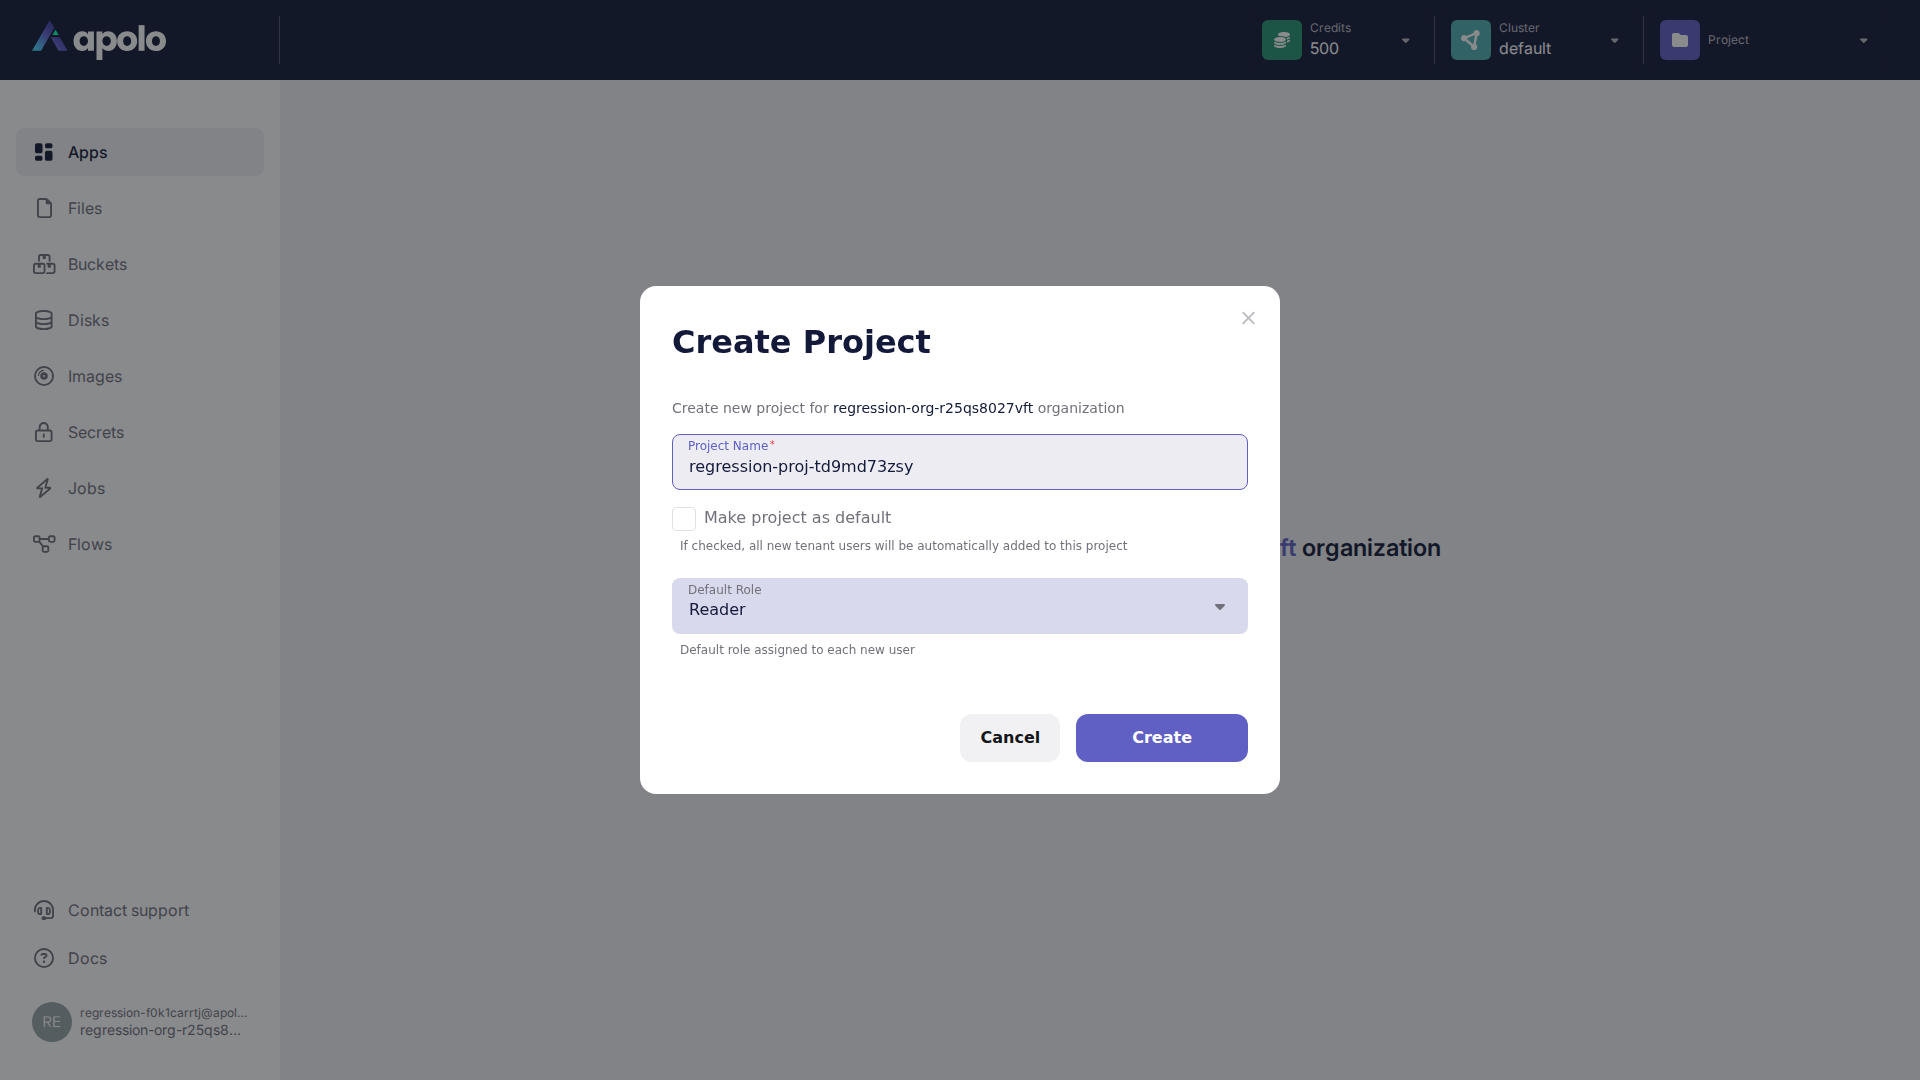 apolo
Credits
500
Cluster
default
Project
Apps
Files
Buckets
Disks
Images
Secrets
Jobs
Flows
Contact support
Docs
RE
regression-f0k1carrtj@apol...
regression-org-r25qs8...
Create Project
Create new project for regression-org-r25qs8027vft organization
Project Name*
regression-proj-td9md73zsy
Make project as default
If checked, all new tenant users will be automatically added to this project
Default Role
Reader
Default role assigned to each new user
Cancel
Create
ft organization